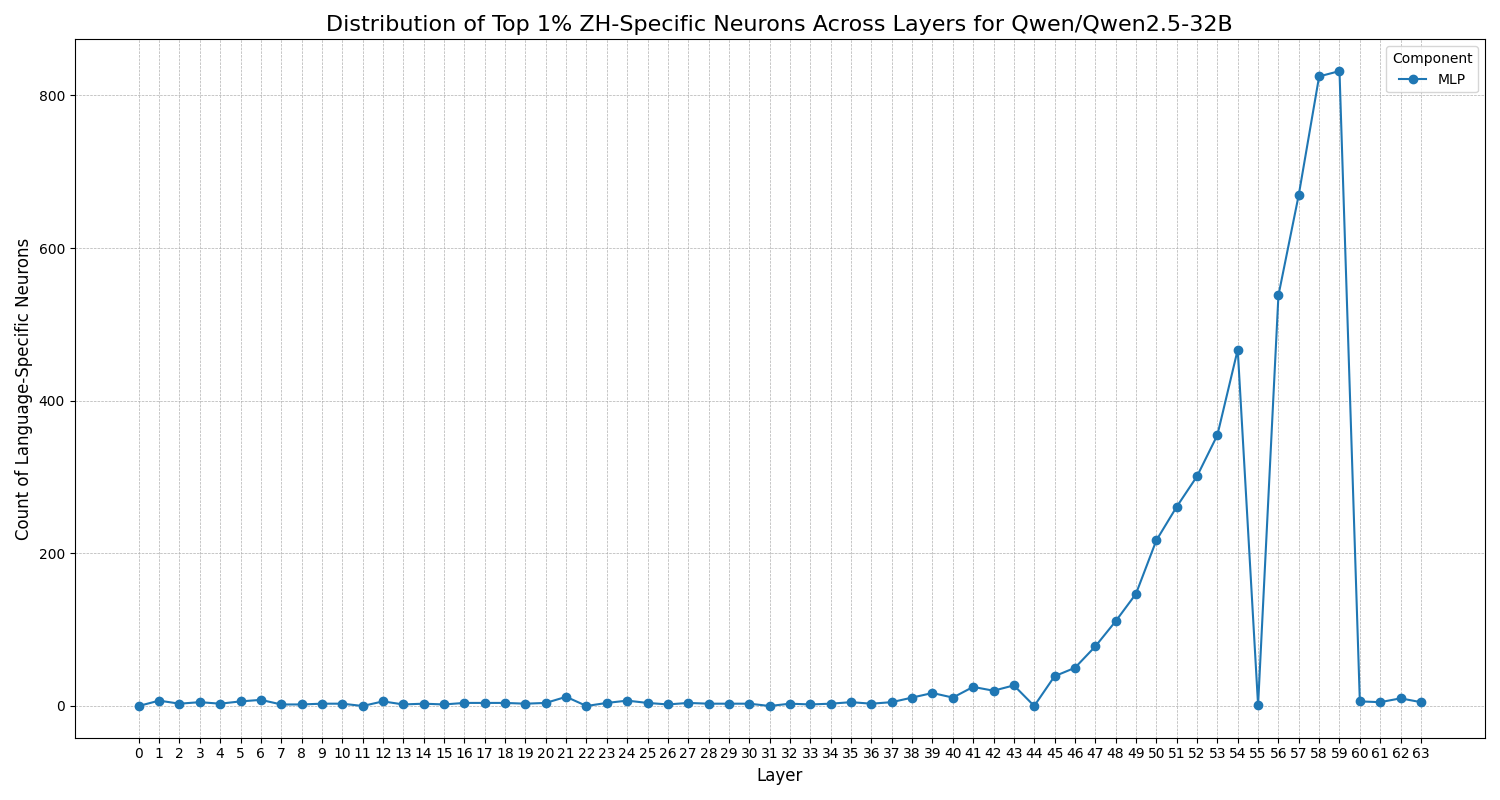 Distribution of Top 1% ZH-Specific Neurons Across Layers for Qwen/Qwen2.5-32B
Component
MLP
Count of Language-Specific Neurons
800
600
400
200
0
0 1 2 3 4 5 6 7 8 9 10 11 12 13 14 15 16 17 18 19 20 21 22 23 24 25 26 27 28 29 30 31 32 33 34 35 36 37 38 39 40 41 42 43 44 45 46 47 48 49 50 51 52 53 54 55 56 57 58 59 60 61 62 63
Layer